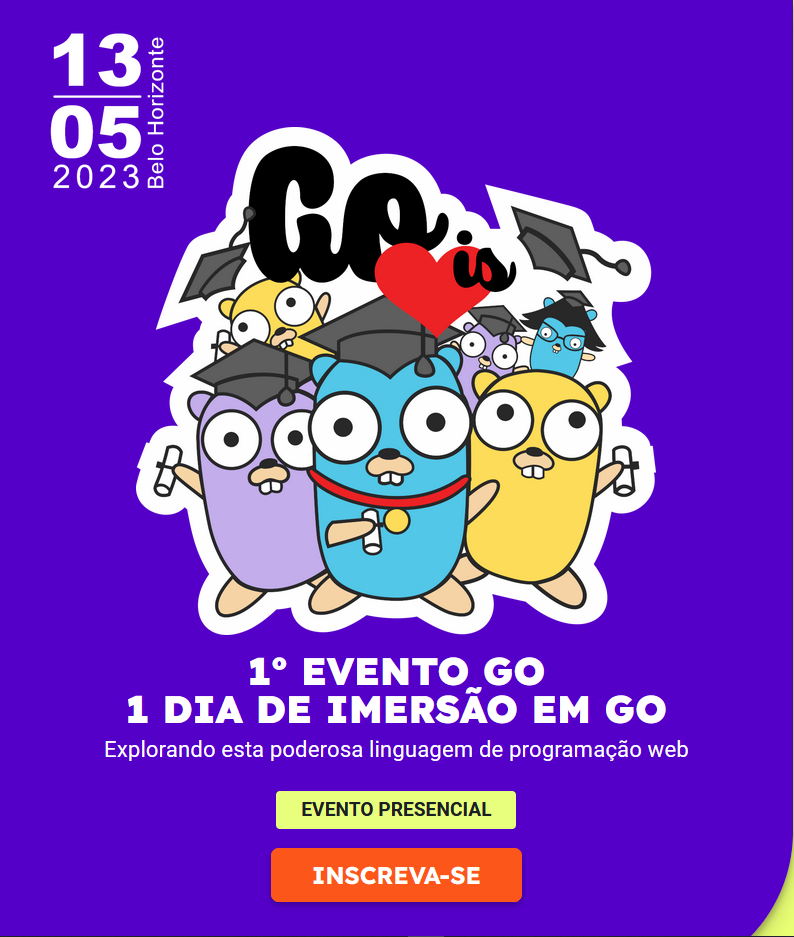 13
05
2023
Belo Horizonte
Go
is
1º EVENTO GO
1 DIA DE IMERSÃO EM GO
Explorando esta poderosa linguagem de programação web
EVENTO PRESENCIAL
INSCREVA-SE